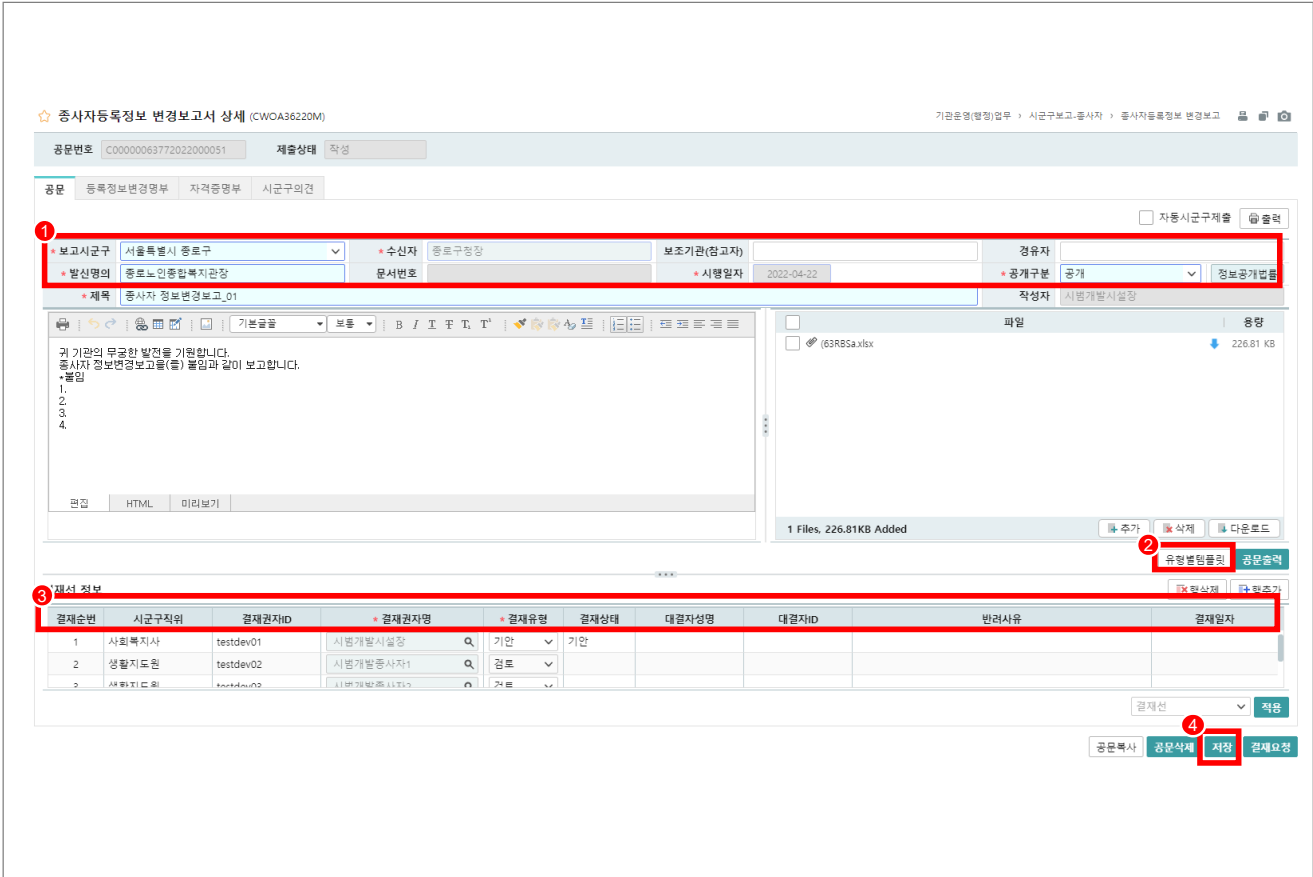 종사자등록정보 변경보고서 상세 (CWOA36220M)
기관운영(행정)업무 › 시군구보고-종사자 › 종사자등록정보 변경보고
공문번호 C00000063772022000051 제출상태 작성
공문 등록정보변경명부 자격증명부 시군구의견
자동시군구제출 출력
1
* 보고시군구 서울특별시 종로구 * 수신자 종로구청장 보조기관(참고자) 경유자
* 발신명의 종로노인종합복지관장 문서번호 * 시행일자 2022-04-22 * 공개구분 공개 정보공개법률
* 제목 종사자 정보변경보고_01 작성자 시범개발시설장
기본글꼴 보통
파일 용량
(63RBSa.xlsx 226.81 KB
귀 기관의 무궁한 발전을 기원합니다.
종사자 정보변경보고을(를) 붙임과 같이 보고합니다.
*붙임
1.
2.
3.
4.
편집 HTML 미리보기
1 Files, 226.81KB Added 추가 삭제 다운로드
2
유형별템플릿 공문출력
3
재선 정보 행삭제 행추가
결재순번 시군구직위 결재권자ID * 결재권자명 * 결재유형 결재상태 대결자성명 대결자ID 반려사유 결재일자
1 사회복지사 testdev01 시범개발시설장 기안 기안
2 생활지도원 testdev02 시범개발종사자1 검토
3 생활지도원 testdev03 시범개발종사자2 검토
결재선 적용
4
공문복사 공문삭제 저장 결재요청